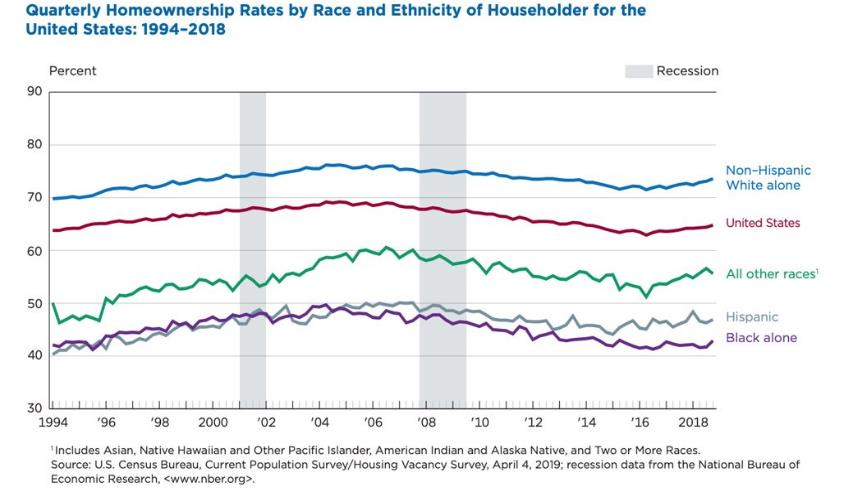 Quarterly Homeownership Rates by Race and Ethnicity of Householder for the
United States: 1994–2018
Percent
Recession
90
80
70
60
50
40
30
Non–Hispanic
White alone
United States
All other races¹
Hispanic
Black alone
1994 ’96 ’98 2000 ’02 ’04 ’06 ’08 ’10 ’12 ’14 ’16 2018
¹ Includes Asian, Native Hawaiian and Other Pacific Islander, American Indian and Alaska Native, and Two or More Races.
Source: U.S. Census Bureau, Current Population Survey/Housing Vacancy Survey, April 4, 2019; recession data from the National Bureau of
Economic Research, <www.nber.org>.